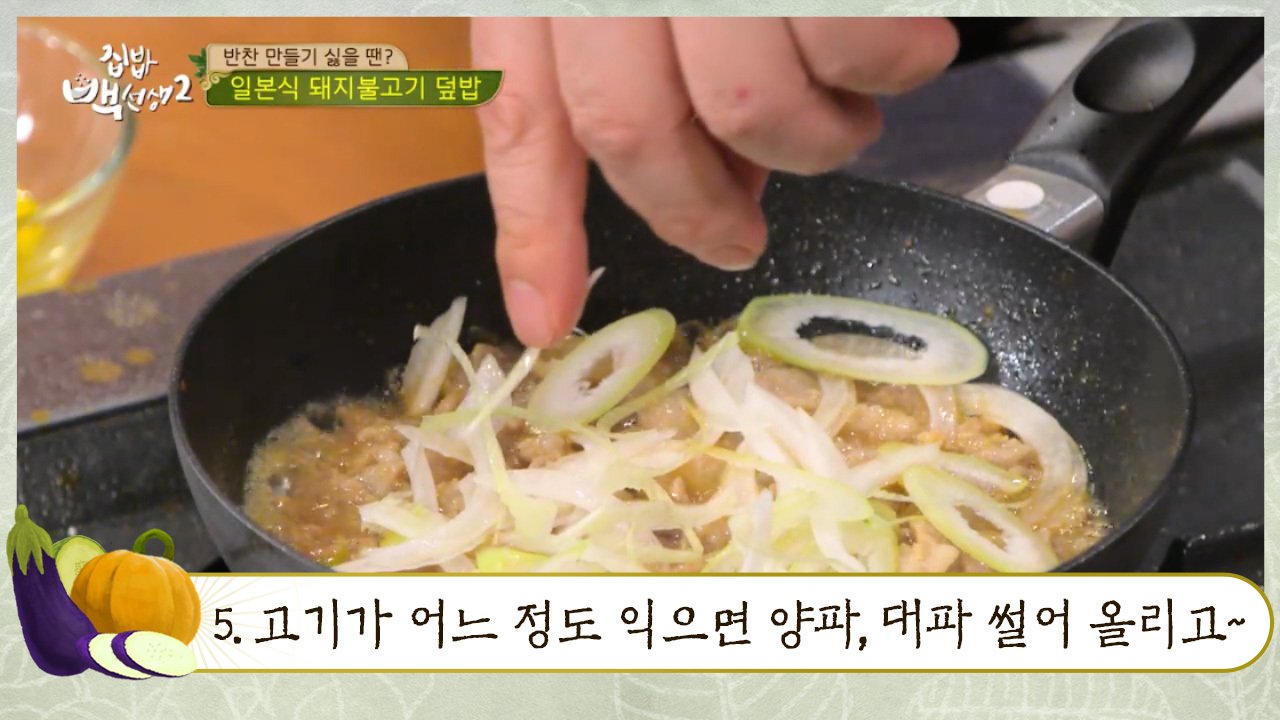 집밥
백선생2
반찬 만들기 싫을 땐?
일본식 돼지불고기 덮밥
5. 고기가 어느 정도 익으면 양파, 대파 썰어 올리고~